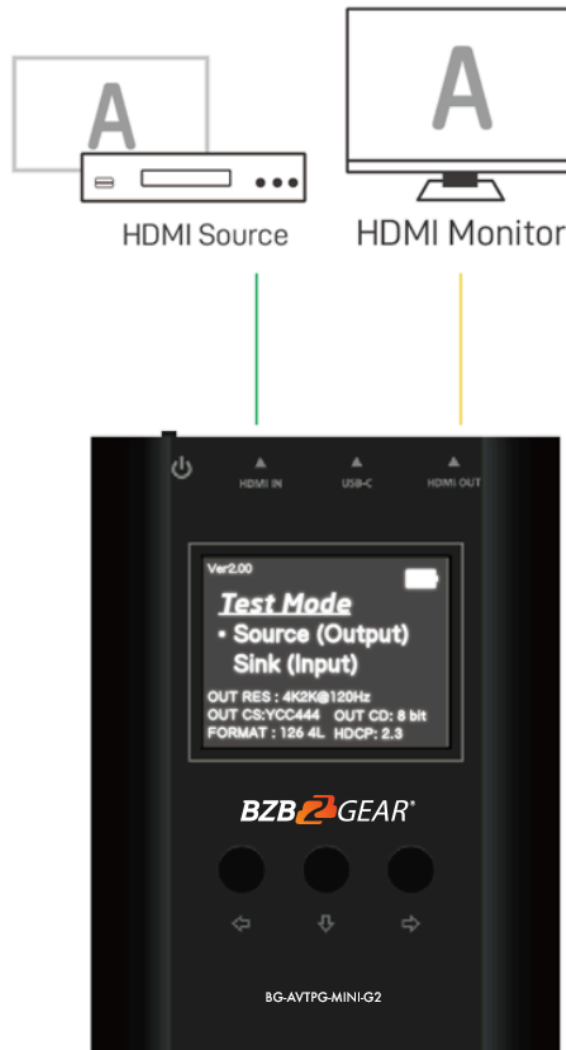 A
A
HDMI Source
HDMI Monitor
HDMI IN
USB-C
HDMI OUT
Ver2.00
Test Mode
• Source (Output)
Sink (Input)
OUT RES : 4K2K@120Hz
OUT CS:YCC444 OUT CD: 8 bit
FORMAT : 126 4L HDCP: 2.3
BZBGEAR®
BG-AVTPG-MINI-G2